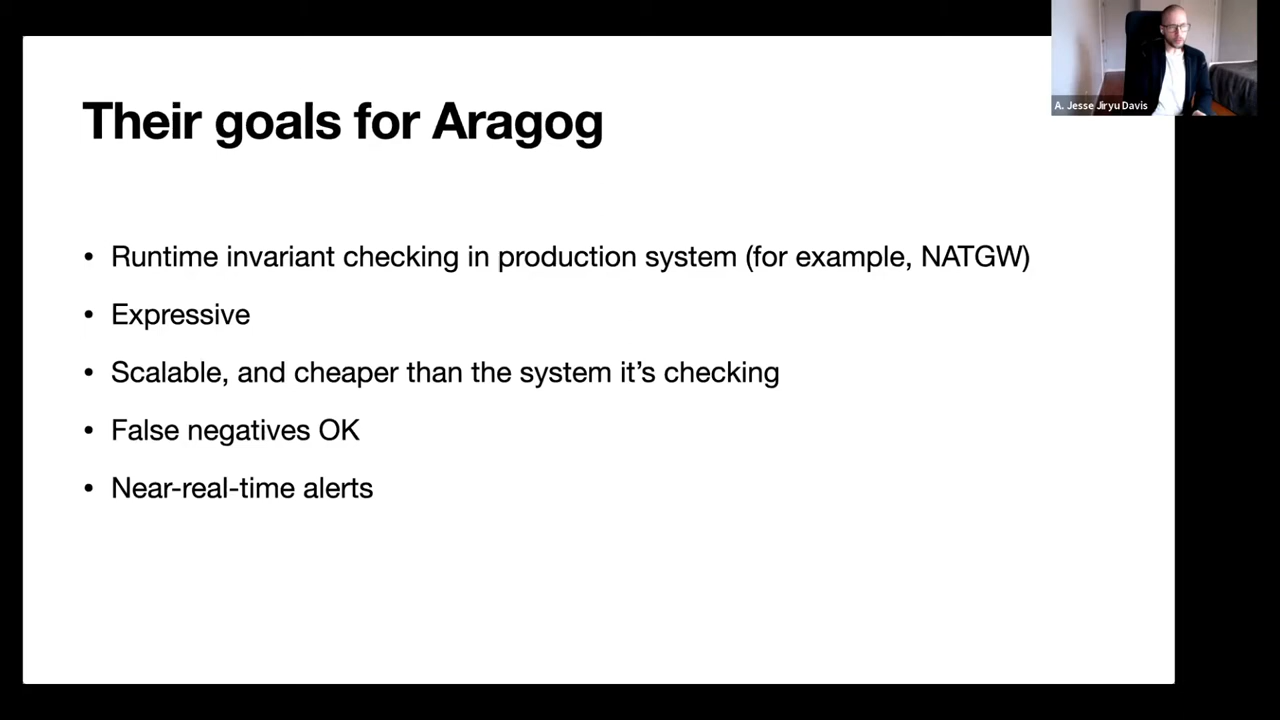 A. Jesse Jiryu Davis
Their goals for Aragog
• Runtime invariant checking in production system (for example, NATGW)
• Expressive
• Scalable, and cheaper than the system it’s checking
• False negatives OK
• Near-real-time alerts